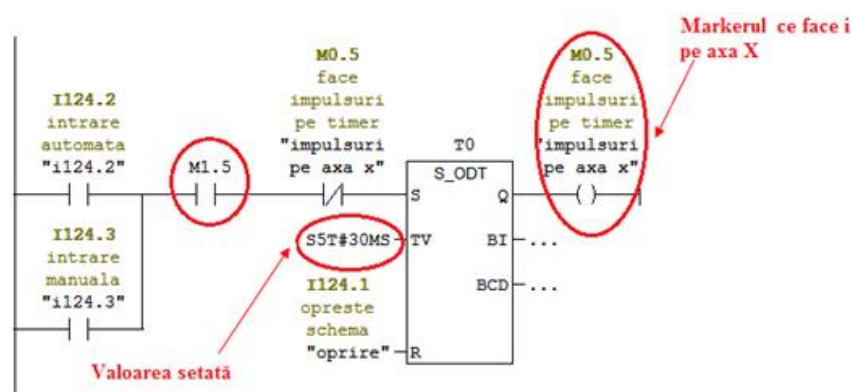 Markerul ce face i
pe axa X
M0.5
face
impulsuri
pe timer
"impulsuri
pe axa x"
M0.5
face
impulsuri
pe timer
"impulsuri
pe axa x"
I124.2
intrare
automata
"i124.2"
M1.5
T0
S_ODT
S
Q
I124.3
intrare
manuala
"i124.3"
S5T#30MS
TV
BI
...
I124.1
opreste
schema
"oprire"
BCD
...
R
Valoarea setată